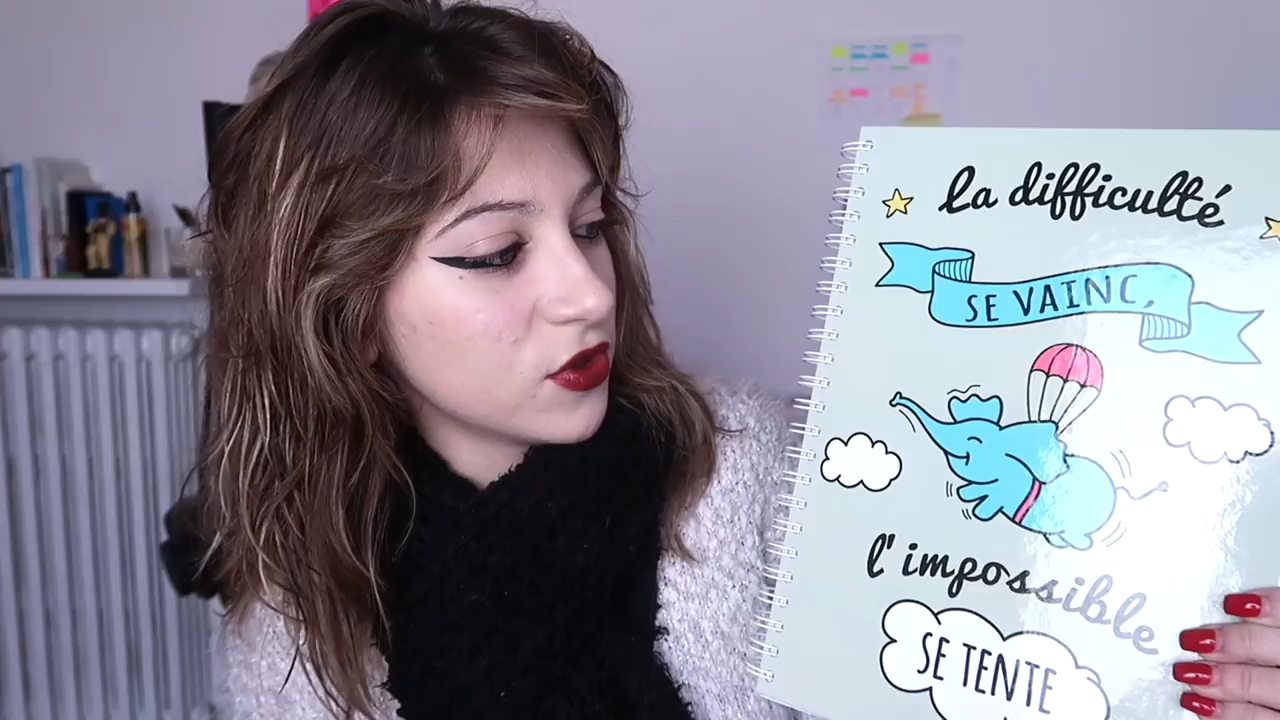 la difficulté
SE VAINC,
l'impossible
SE TENTE